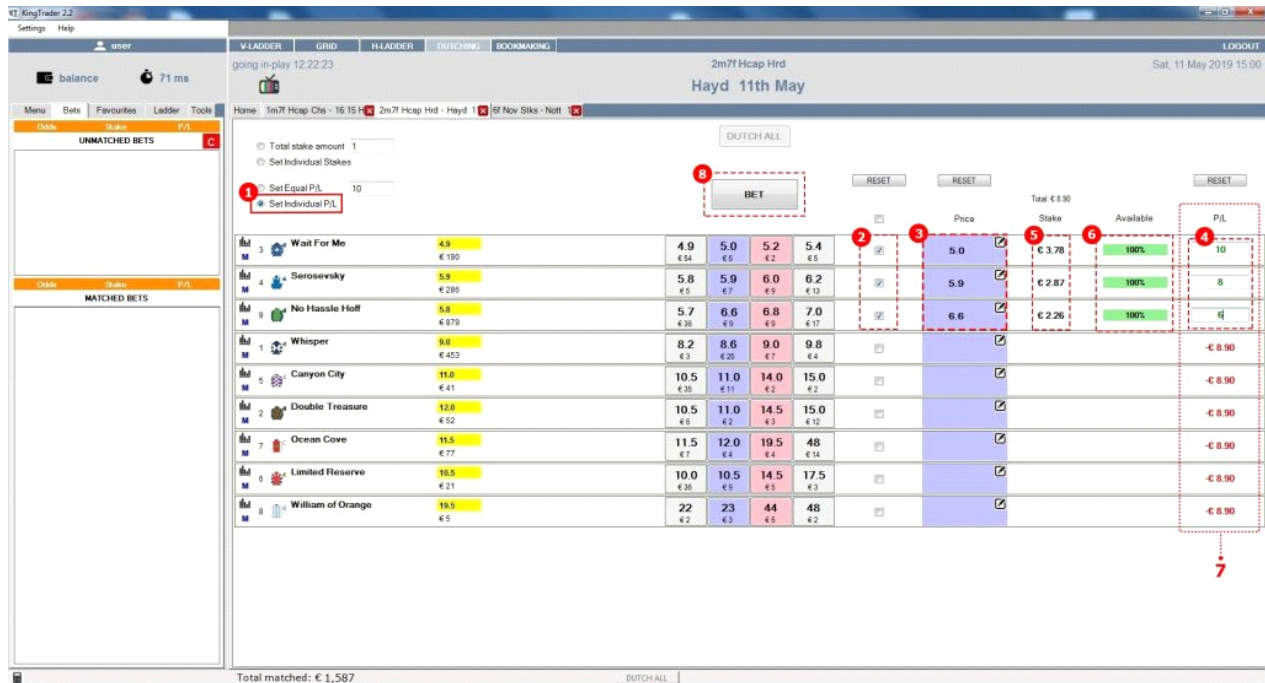 KingTrader 2.2
Settings Help
user
V-LADDER GRID H-LADDER DUTCHING BOOKMAKING LOGOUT
balance 71 ms
going in-play 12:22:23
2m7f Hcap Hrd
Sat, 11 May 2019 15:00
Hayd 11th May
Menu Bets Favourites Ladder Tools
Home 1m7f Hcap Chs - 16:15 H 2m7f Hcap Hrd - Hayd 1 6f Nov Stks - Nott 1
Odds Stake P/L
UNMATCHED BETS C
Total stake amount 1
Set Individual Stakes
Set Equal P/L 10
1 Set Individual P/L
DUTCH ALL
8 BET
RESET RESET RESET
Total: € 8.90
Price Stake Available P/L
2 3 5 6 4
3 Wait For Me 4.9 4.9 5.0 5.2 5.4 5.0 € 3.78 100% 10
M € 190 € 54 € 5 € 2 € 5
4 Serosevsky 5.9 5.8 5.9 6.0 6.2 5.9 € 2.87 100% 8
M € 286 € 5 € 7 € 9 € 13
9 No Hassle Hoff 5.8 5.7 6.6 6.8 7.0 6.6 € 2.26 100% 6
M € 879 € 36 € 9 € 9 € 17
1 Whisper 9.0 8.2 8.6 9.0 9.8 -€ 8.90
M € 453 € 3 € 25 € 7 € 4
5 Canyon City 11.0 10.5 11.0 14.0 15.0 -€ 8.90
M € 41 € 35 € 11 € 2 € 2
2 Double Treasure 12.0 10.5 11.0 14.5 15.0 -€ 8.90
M € 52 € 6 € 2 € 3 € 12
7 Ocean Cove 11.5 11.5 12.0 19.5 48 -€ 8.90
M € 77 € 7 € 4 € 4 € 14
6 Limited Reserve 10.5 10.0 10.5 14.5 17.5 -€ 8.90
M € 21 € 36 € 9 € 5 € 3
8 William of Orange 19.5 22 23 44 48 -€ 8.90
M € 5 € 2 € 3 € 5 € 2
7
Odds Stake P/L
MATCHED BETS
Total matched: € 1,587
DUTCH ALL